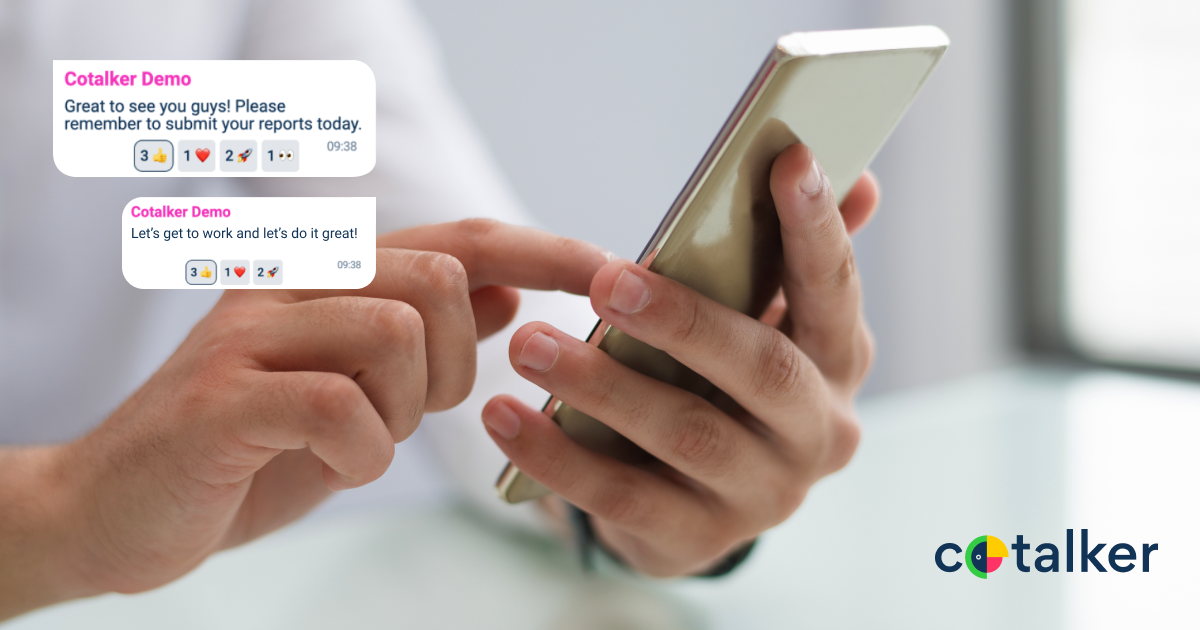 Cotalker Demo
Great to see you guys! Please
remember to submit your reports today.
3 👍 1 ❤️ 2 🚀 1 👀 09:38
Cotalker Demo
Let’s get to work and let’s do it great!
3 👍 1 ❤️ 2 🚀 09:38
cotalker